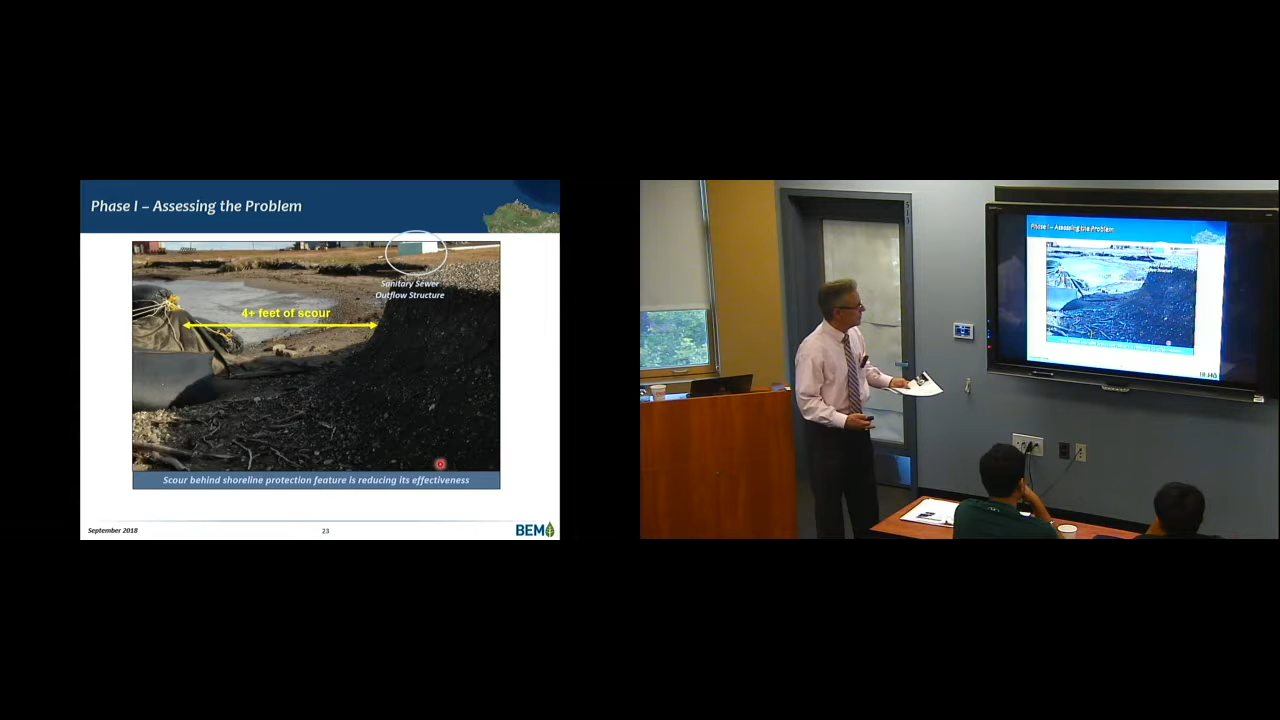 Phase I – Assessing the Problem
Sanitary Sewer
Outflow Structure
4+ feet of scour
Scour behind shoreline protection feature is reducing its effectiveness
September 2018
23
BEM
513
Phase I – Assessing the Problem